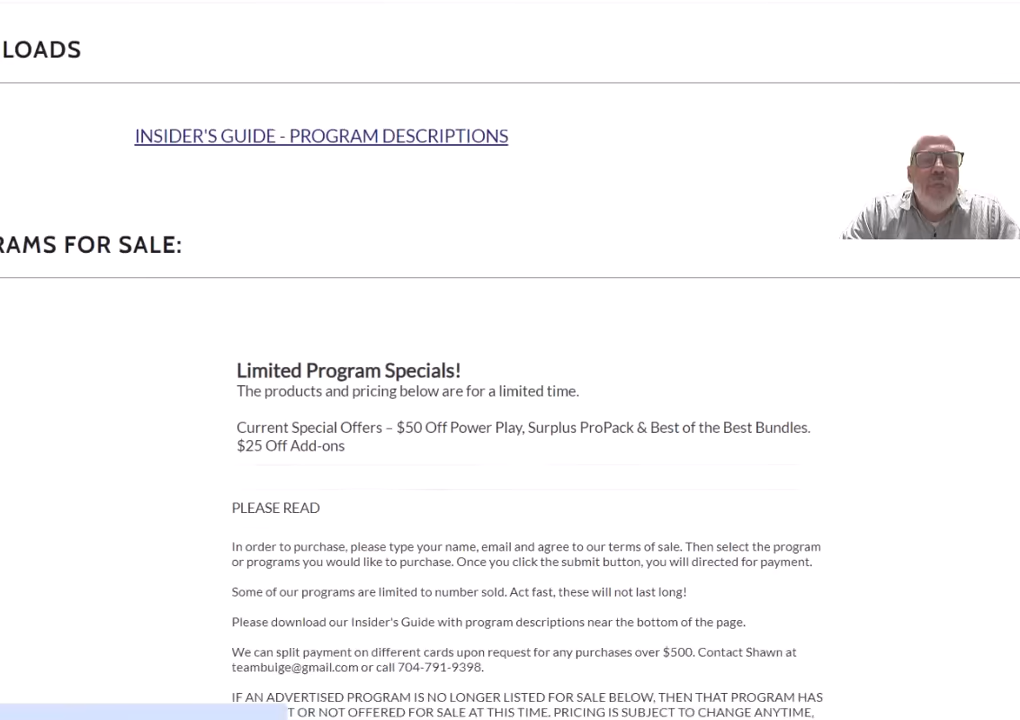 LOADS
INSIDER'S GUIDE - PROGRAM DESCRIPTIONS
RAMS FOR SALE:
Limited Program Specials!
The products and pricing below are for a limited time.
Current Special Offers – $50 Off Power Play, Surplus ProPack & Best of the Best Bundles.
$25 Off Add-ons
PLEASE READ
In order to purchase, please type your name, email and agree to our terms of sale. Then select the program
or programs you would like to purchase. Once you click the submit button, you will directed for payment.
Some of our programs are limited to number sold. Act fast, these will not last long!
Please download our Insider's Guide with program descriptions near the bottom of the page.
We can split payment on different cards upon request for any purchases over $500. Contact Shawn at
teambuige@gmail.com or call 704-791-9398.
IF AN ADVERTISED PROGRAM IS NO LONGER LISTED FOR SALE BELOW, THEN THAT PROGRAM HAS
T OR NOT OFFERED FOR SALE AT THIS TIME. PRICING IS SUBJECT TO CHANGE ANYTIME,